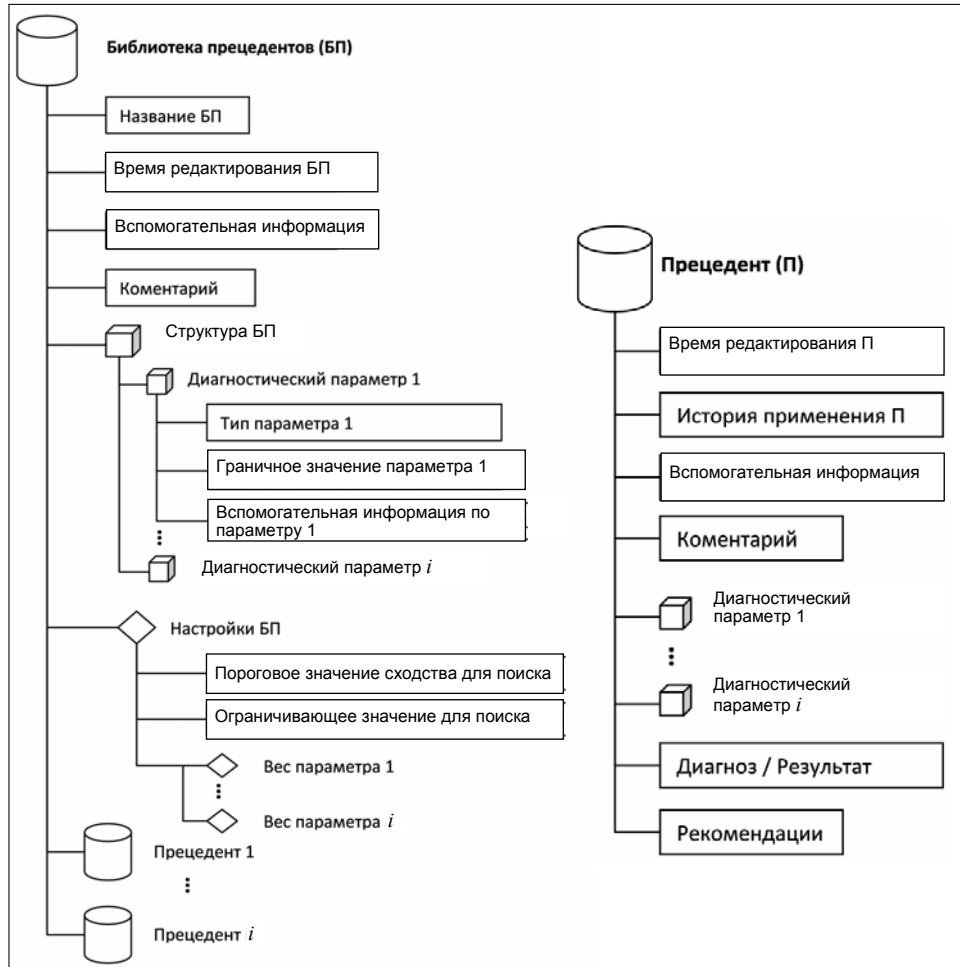 Библиотека прецедентов (БП)
Название БП
Время редактирования БП
Вспомогательная информация
Коментарий
Структура БП
Диагностический параметр 1
Тип параметра 1
Граничное значение параметра 1
Вспомогательная информация по
параметру 1
Диагностический параметр i
Настройки БП
Пороговое значение сходства для поиска
Ограничивающее значение для поиска
Вес параметра 1
Вес параметра i
Прецедент 1
Прецедент i
Прецедент (П)
Время редактирования П
История применения П
Вспомогательная информация
Коментарий
Диагностический
параметр 1
Диагностический
параметр i
Диагноз / Результат
Рекомендации